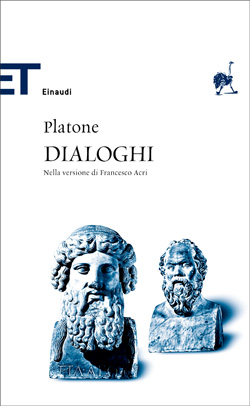 ET
Einaudi
Platone
DIALOGHI
Nella versione di Francesco Acri